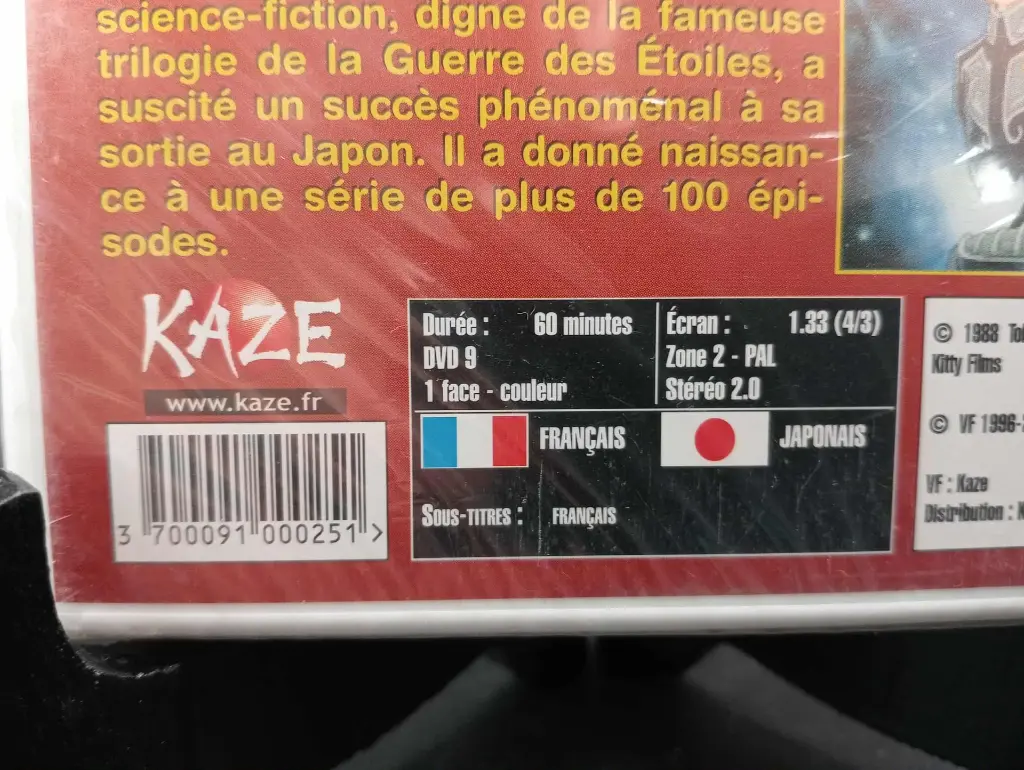 science-fiction, digne de la fameuse
trilogie de la Guerre des Étoiles, a
suscité un succès phénoménal à sa
sortie au Japon. Il a donné naissan-
ce à une série de plus de 100 épi-
sodes.
KAZE
www.kaze.fr
3 700091 000251 >
Durée : 60 minutes
DVD 9
1 face - couleur
Écran : 1.33 (4/3)
Zone 2 - PAL
Stéréo 2.0
FRANÇAIS
JAPONAIS
SOUS-TITRES : FRANÇAIS
© 1988
Kitty Films
© VF 1996-
VF : Kaze
Distribution :